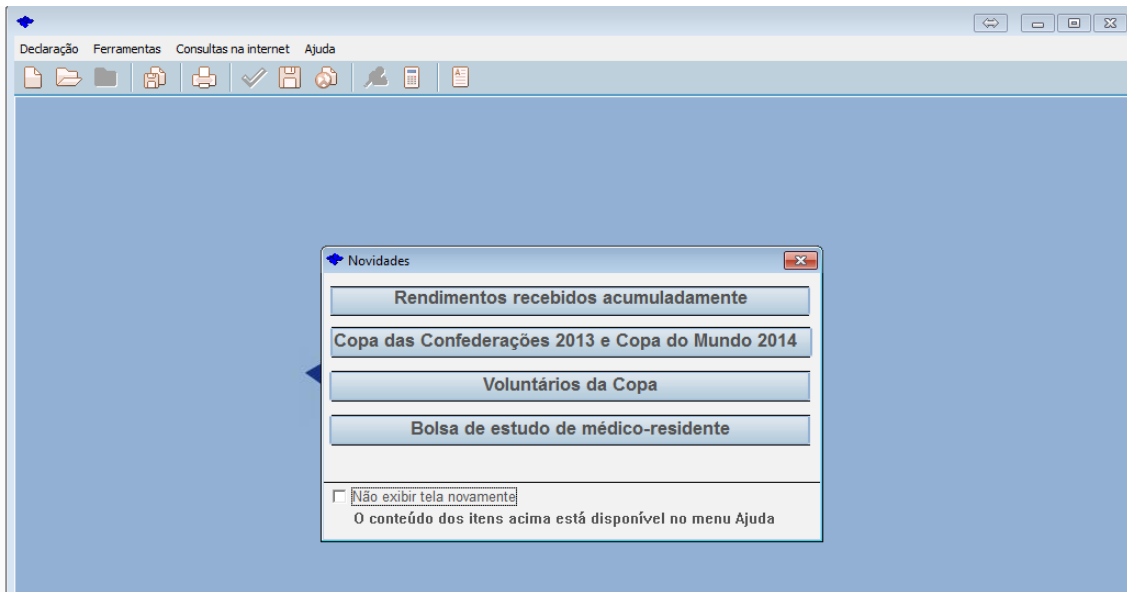 Declaração Ferramentas Consultas na internet Ajuda
Novidades
Rendimentos recebidos acumuladamente
Copa das Confederações 2013 e Copa do Mundo 2014
Voluntários da Copa
Bolsa de estudo de médico-residente
Não exibir tela novamente
O conteúdo dos itens acima está disponível no menu Ajuda